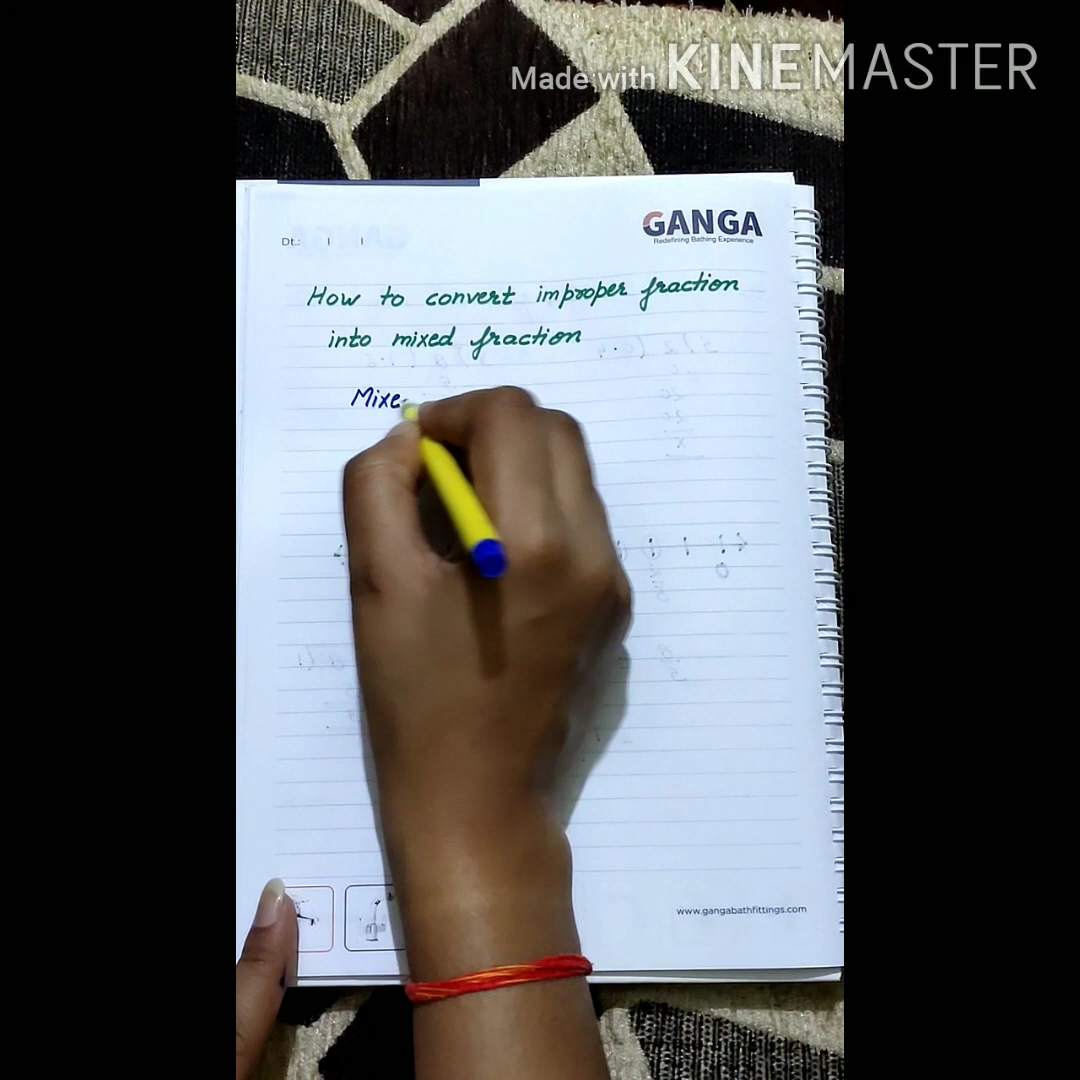 Made with KINEMASTER
GANGA
Redefining Bathing Experience
Dt.: | |
How to convert improper fraction
into mixed fraction
Mixe
www.gangabathfittings.com